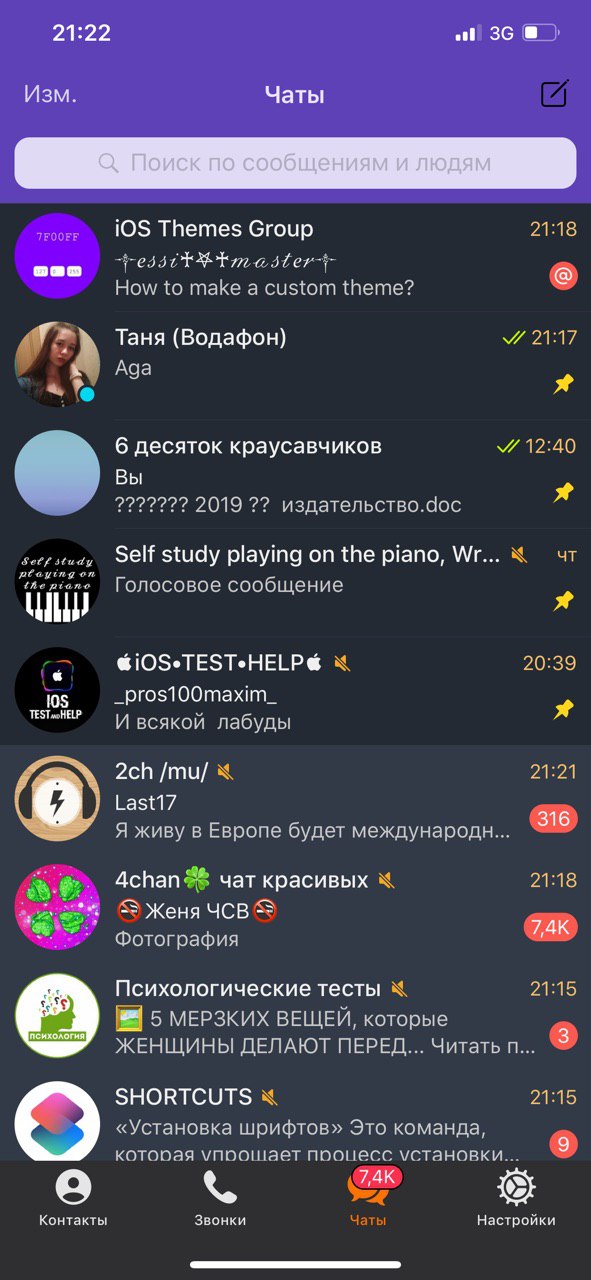 21:22
3G
Изм.
Чаты
Поиск по сообщениям и людям
iOS Themes Group
21:18
7F00FF
127 0 255
༒𝓮𝓼𝓼𝓲♰⛧♰𝓶𝓪𝓼𝓽𝓮𝓻༒
@
How to make a custom theme?
Таня (Водафон)
21:17
Aga
6 десяток краусавчиков
12:40
Вы
??????? 2019 ??  издательство.doc
Self study playing on the piano, Wr...
чт
Self study
playing on
the piano
Голосовое сообщение
iOS•TEST•HELP
20:39
IOS
TEST AND HELP
_pros100maxim_
И всякой  лабуды
2ch /mu/
21:21
Last17
316
Я живу в Европе будет международн...
4chan🍀 чат красивых
21:18
🚭Женя ЧСВ🚭
7,4K
Фотография
Психологические тесты
21:15
ПСИХОЛОГИЯ
🖼 5 МЕРЗКИХ ВЕЩЕЙ, которые
3
ЖЕНЩИНЫ ДЕЛАЮТ ПЕРЕД... Читать п...
SHORTCUTS
21:15
«Установка шрифтов» Это команда,
9
которая упрощает процесс установки...
7,4K
Контакты
Звонки
Чаты
Настройки